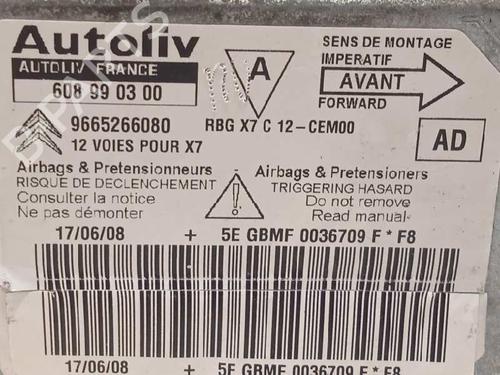 Autoliv
AUTOLIV FRANCE
608 99 03 00
A
SENS DE MONTAGE
IMPERATIF
AVANT
FORWARD
9665266080
RBG X7 C 12-CEM00
12 VOIES POUR X7
AD
Airbags & Pretensionneurs
RISQUE DE DECLENCHEMENT
Consulter la notice
Ne pas démonter
Airbags & Pretensioners
TRIGGERING HASARD
Do not remove
Read manual
17/06/08 + 5E GBMF 0036709 F * F8
17/06/08 + 5E GBMF 0036709 F * F8